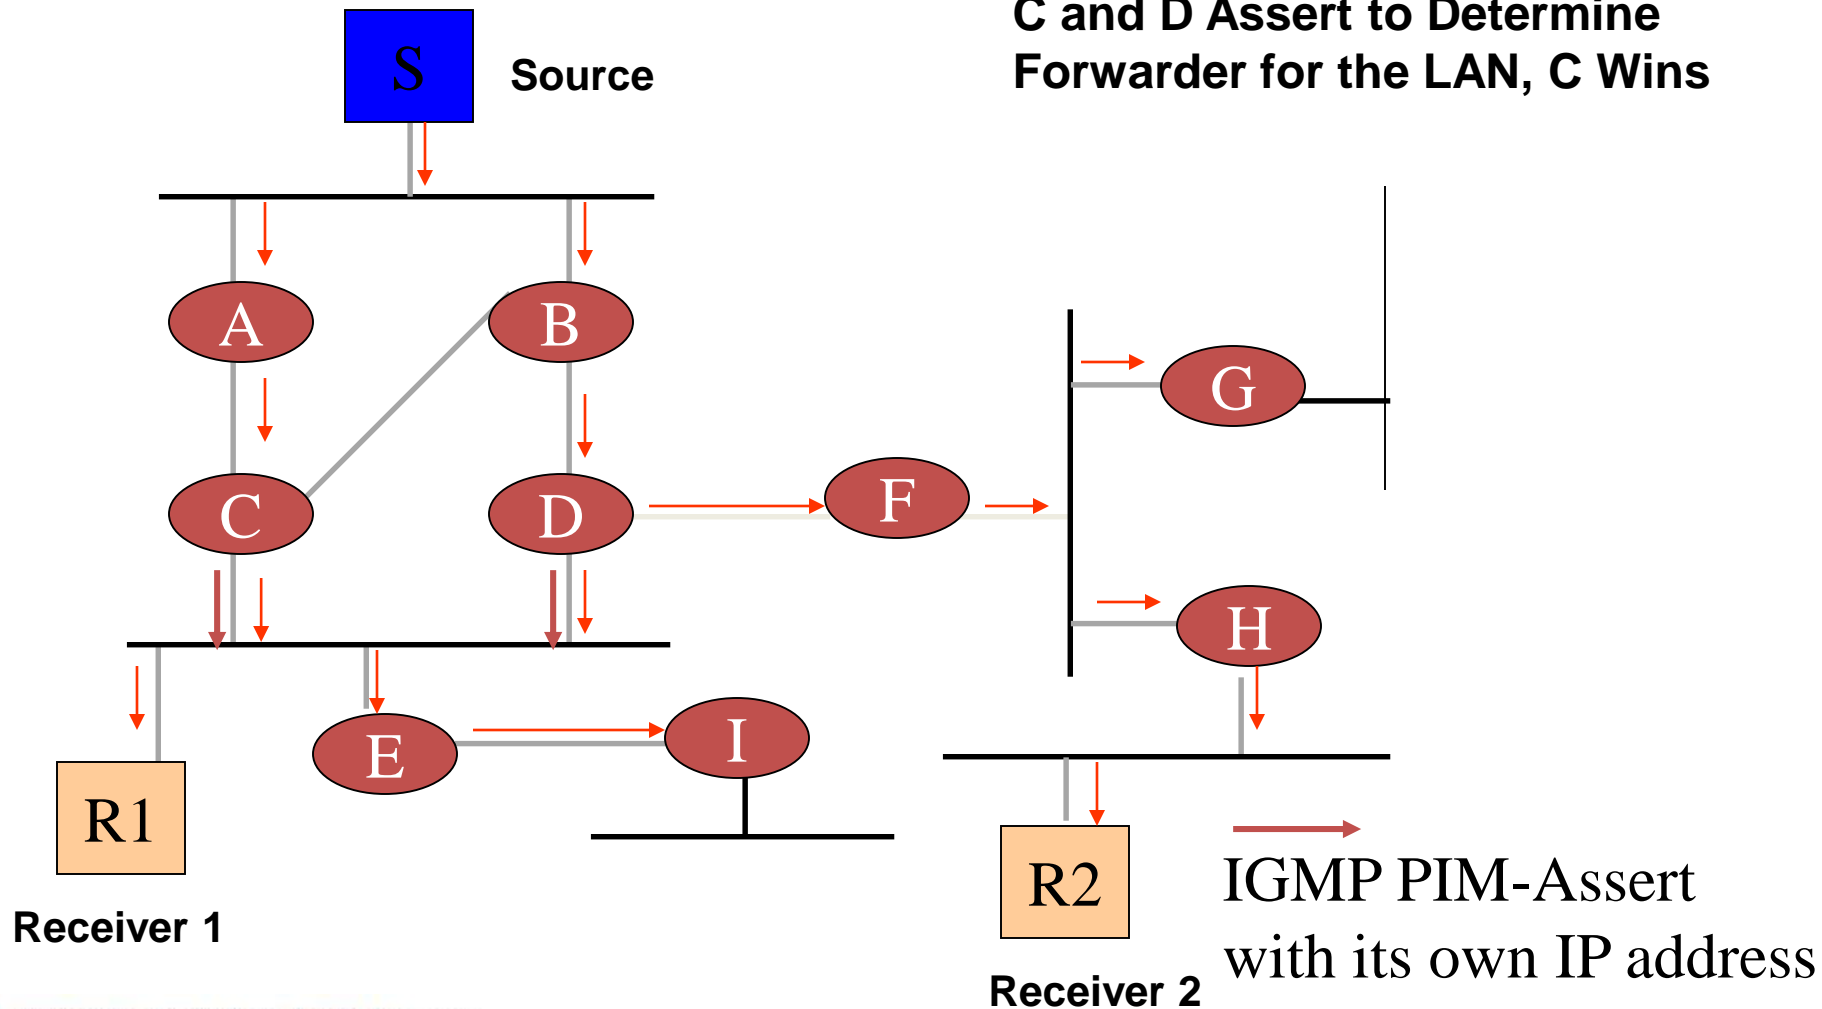 C and D Assert to Determine
Forwarder for the LAN, C Wins
S
Source
A
B
G
C
D
F
H
E
I
R1
R2
IGMP PIM-Assert
with its own IP address
Receiver 1
Receiver 2